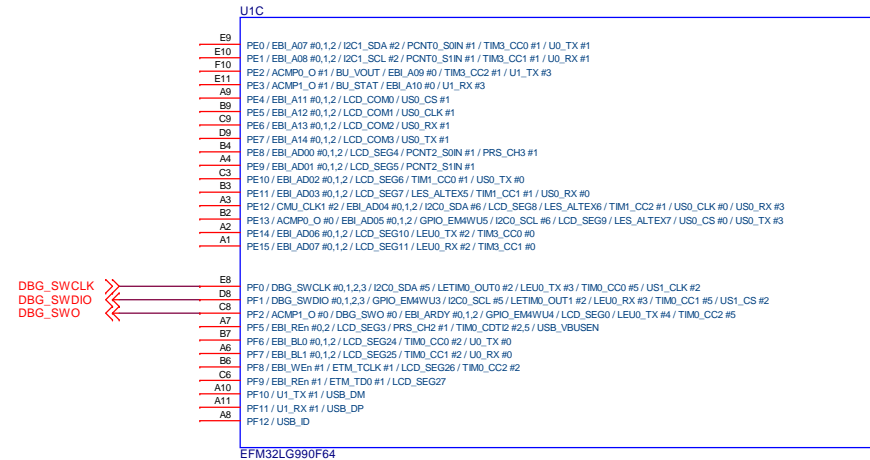 U1C
E9 PE0 / EBI_A07 #0,1,2 / I2C1_SDA #2 / PCNT0_S0IN #1 / TIM3_CC0 #1 / U0_TX #1
E10 PE1 / EBI_A08 #0,1,2 / I2C1_SCL #2 / PCNT0_S1IN #1 / TIM3_CC1 #1 / U0_RX #1
F10 PE2 / ACMP0_O #1 / BU_VOUT / EBI_A09 #0 / TIM3_CC2 #1 / U1_TX #3
E11 PE3 / ACMP1_O #1 / BU_STAT / EBI_A10 #0 / U1_RX #3
A9 PE4 / EBI_A11 #0,1,2 / LCD_COM0 / US0_CS #1
B9 PE5 / EBI_A12 #0,1,2 / LCD_COM1 / US0_CLK #1
C9 PE6 / EBI_A13 #0,1,2 / LCD_COM2 / US0_RX #1
D9 PE7 / EBI_A14 #0,1,2 / LCD_COM3 / US0_TX #1
B4 PE8 / EBI_AD00 #0,1,2 / LCD_SEG4 / PCNT2_S0IN #1 / PRS_CH3 #1
A4 PE9 / EBI_AD01 #0,1,2 / LCD_SEG5 / PCNT2_S1IN #1
C3 PE10 / EBI_AD02 #0,1,2 / LCD_SEG6 / TIM1_CC0 #1 / US0_TX #0
B3 PE11 / EBI_AD03 #0,1,2 / LCD_SEG7 / LES_ALTEX5 / TIM1_CC1 #1 / US0_RX #0
A3 PE12 / CMU_CLK1 #2 / EBI_AD04 #0,1,2 / I2C0_SDA #6 / LCD_SEG8 / LES_ALTEX6 / TIM1_CC2 #1 / US0_CLK #0 / US0_RX #3
B2 PE13 / ACMP0_O #0 / EBI_AD05 #0,1,2 / GPIO_EM4WU5 / I2C0_SCL #6 / LCD_SEG9 / LES_ALTEX7 / US0_CS #0 / US0_TX #3
A2 PE14 / EBI_AD06 #0,1,2 / LCD_SEG10 / LEU0_TX #2 / TIM3_CC0 #0
A1 PE15 / EBI_AD07 #0,1,2 / LCD_SEG11 / LEU0_RX #2 / TIM3_CC1 #0
DBG_SWCLK E8 PF0 / DBG_SWCLK #0,1,2,3 / I2C0_SDA #5 / LETIM0_OUT0 #2 / LEU0_TX #3 / TIM0_CC0 #5 / US1_CLK #2
DBG_SWDIO D8 PF1 / DBG_SWDIO #0,1,2,3 / GPIO_EM4WU3 / I2C0_SCL #5 / LETIM0_OUT1 #2 / LEU0_RX #3 / TIM0_CC1 #5 / US1_CS #2
DBG_SWO C8 PF2 / ACMP1_O #0 / DBG_SWO #0 / EBI_ARDY #0,1,2 / GPIO_EM4WU4 / LCD_SEG0 / LEU0_TX #4 / TIM0_CC2 #5
A7 PF5 / EBI_REn #0,2 / LCD_SEG3 / PRS_CH2 #1 / TIM0_CDTI2 #2,5 / USB_VBUSEN
B7 PF6 / EBI_BL0 #0,1,2 / LCD_SEG24 / TIM0_CC0 #2 / U0_TX #0
A6 PF7 / EBI_BL1 #0,1,2 / LCD_SEG25 / TIM0_CC1 #2 / U0_RX #0
B6 PF8 / EBI_WEn #1 / ETM_TCLK #1 / LCD_SEG26 / TIM0_CC2 #2
C6 PF9 / EBI_REn #1 / ETM_TD0 #1 / LCD_SEG27
A10 PF10 / U1_TX #1 / USB_DM
A11 PF11 / U1_RX #1 / USB_DP
A8 PF12 / USB_ID
EFM32LG990F64